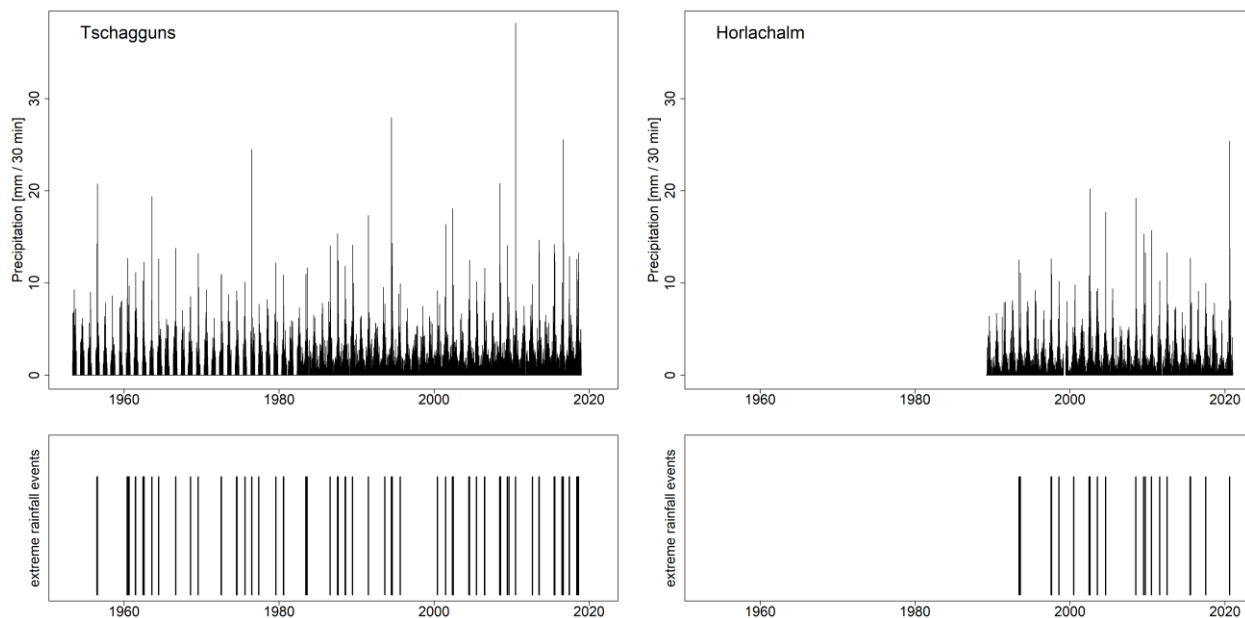 Tschagguns
Precipitation [mm / 30 min]
30
20
10
0
1960 1980 2000 2020
Horlachalm
Precipitation [mm / 30 min]
30
20
10
0
1960 1980 2000 2020
extreme rainfall events
1960 1980 2000 2020
extreme rainfall events
1960 1980 2000 2020